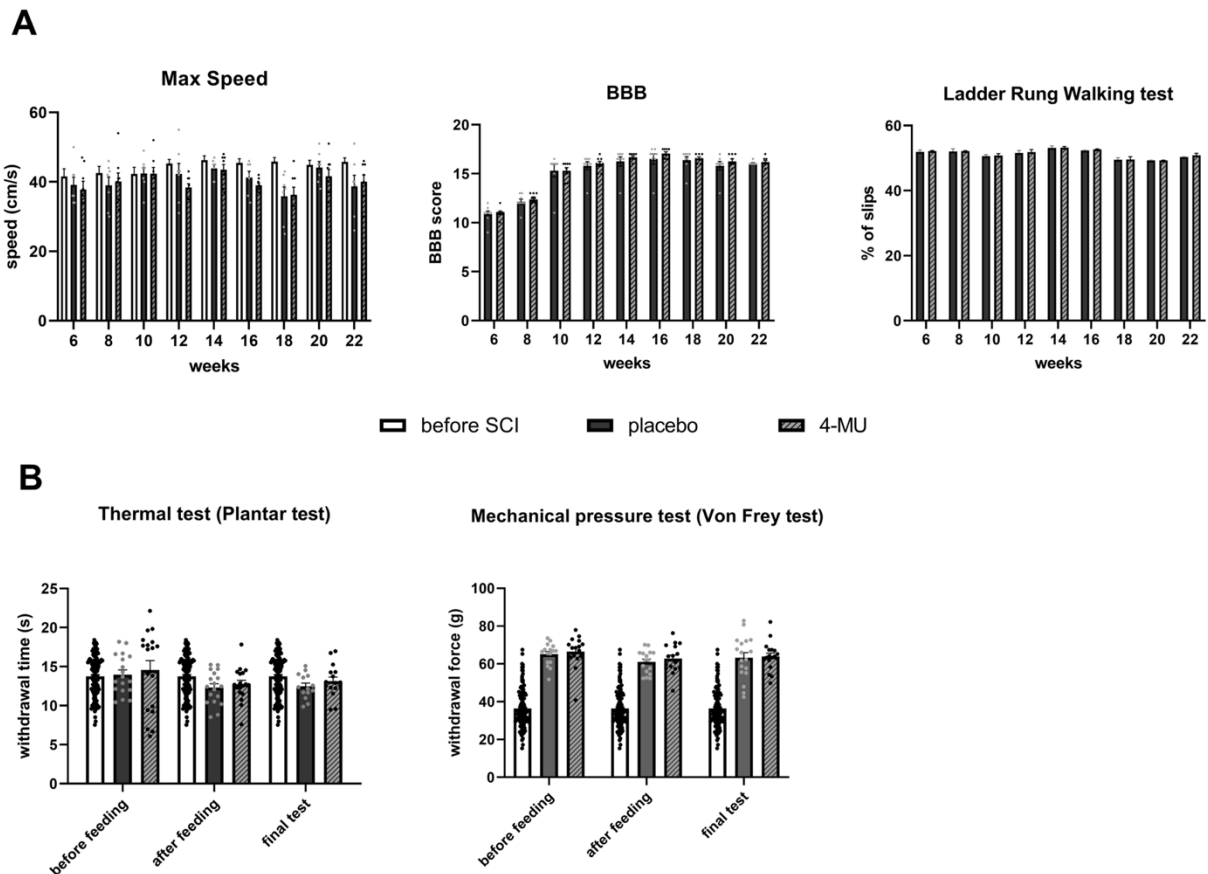 A
Max Speed
speed (cm/s)
60
40
20
0
6 8 10 12 14 16 18 20 22
weeks
BBB
BBB score
20
15
10
5
0
6 8 10 12 14 16 18 20 22
weeks
Ladder Rung Walking test
% of slips
60
40
20
0
6 8 10 12 14 16 18 20 22
weeks
before SCI placebo 4-MU
B
Thermal test (Plantar test)
withdrawal time (s)
25
20
15
10
5
0
before feeding
after feeding
final test
Mechanical pressure test (Von Frey test)
withdrawal force (g)
100
80
60
40
20
0
before feeding
after feeding
final test